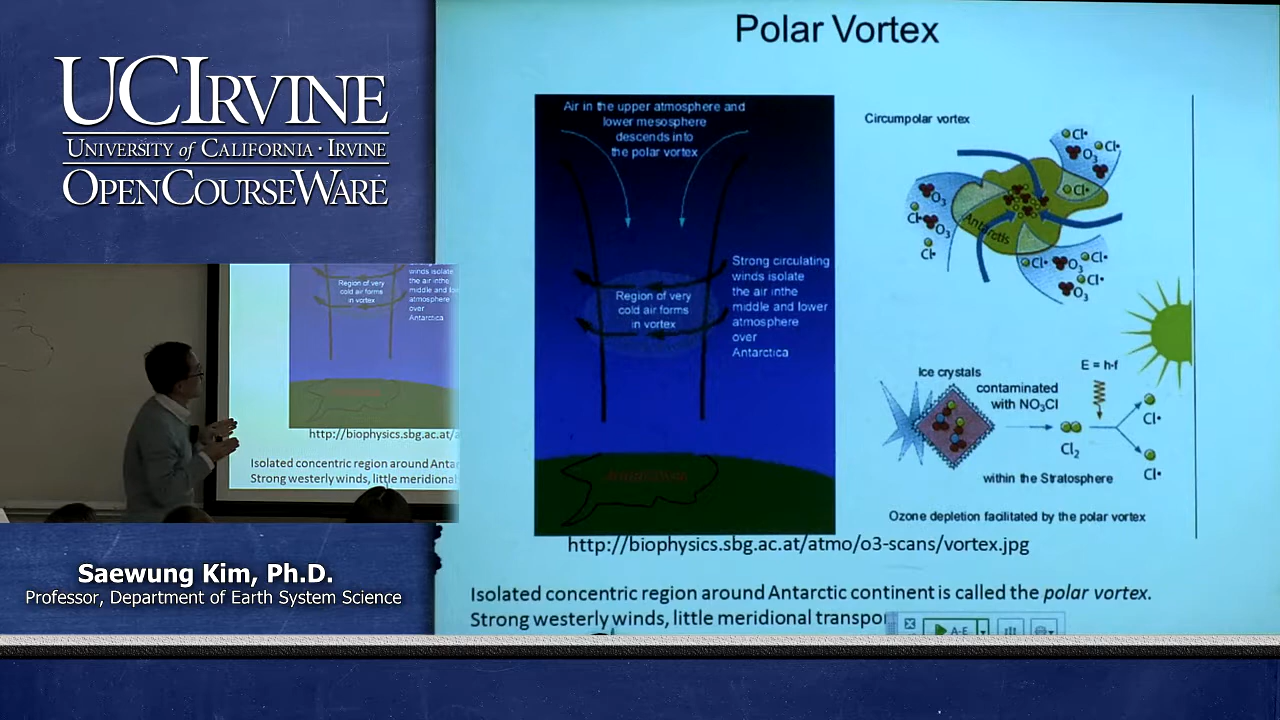 UCIRVINE
UNIVERSITY of CALIFORNIA · IRVINE
OPENCOURSEWARE
winds isolate
the air inthe
middle and lo
atmosphere
over
Antarctica
Region of very
cold air forms
in vortex
http://biophysics.sbg.ac.at/a
Isolated concentric region around Antar
Strong westerly winds, little meridional
Saewung Kim, Ph.D.
Professor, Department of Earth System Science
Polar Vortex
Air in the upper atmosphere and
lower mesosphere
descends into
the polar vortex
Strong circulating
winds isolate
the air inthe
middle and lower
atmosphere
over
Antarctica
Region of very
cold air forms
in vortex
Circumpolar vortex
Cl•
Cl•
O3
Cl•
O3
Cl•
O3
Cl•
Antarctis
Cl•
O3
Cl•
Cl•
O3
Ice crystals
contaminated
with NO3Cl
E = h·f
Cl2
Cl•
Cl•
within the Stratosphere
Ozone depletion facilitated by the polar vortex
http://biophysics.sbg.ac.at/atmo/o3-scans/vortex.jpg
Isolated concentric region around Antarctic continent is called the polar vortex.
Strong westerly winds, little meridional transpo
A-E